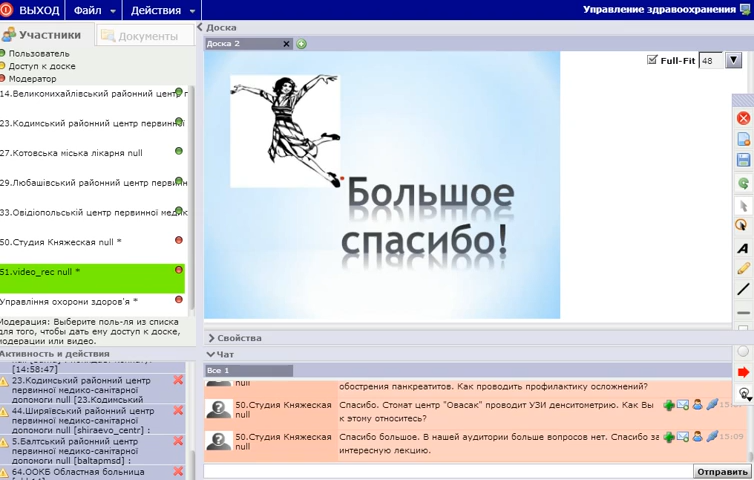 ВЫХОД Файл Действия Управление здравоохранения
Участники Документы
Пользователь
Доступ к доске
Модератор
14.Великомихайлівський районний центр п
23.Кодимський районний центр первинної
27.Котовська міська лікарня null
29.Любашівський районний центр первинн
33.Овідіопольській центр первинної медик
50.Студия Княжеская null *
51.video_rec null *
Управління охорони здоров'я *
Модерация: Выберите поль-ля из списка
для того, чтобы дать ему доступ к доске,
модерации или видео.
Активность и действия
[14:58:47]
23.Кодинський районний центр
первинної медико-санітарної
допомоги null [23.Кодимський
44.Ширяївського районний центр
первинної медико-санітарної
допомоги null [shiraevo_centr] :
5.Балтський районний центр
первинної медико-санітарної
допомоги null [baltapmsd] :
64.ООКБ Областная больница
Доска
Доска 2
Full-Fit 48
Большое
спасибо!
Свойства
Чат
Все 1
null обострения панкреатитов. Как проводить профилактику осложнений?
50.Студия Княжеская null
Спасибо. Стомат центр "Овасак" проводит УЗИ денситометрию. Как Вы
к этому относитесь?
50.Студия Княжеская null
Спасибо большое. В нашей аудитории больше вопросов нет. Спасибо за
интересную лекцию.
15:09
Отправить